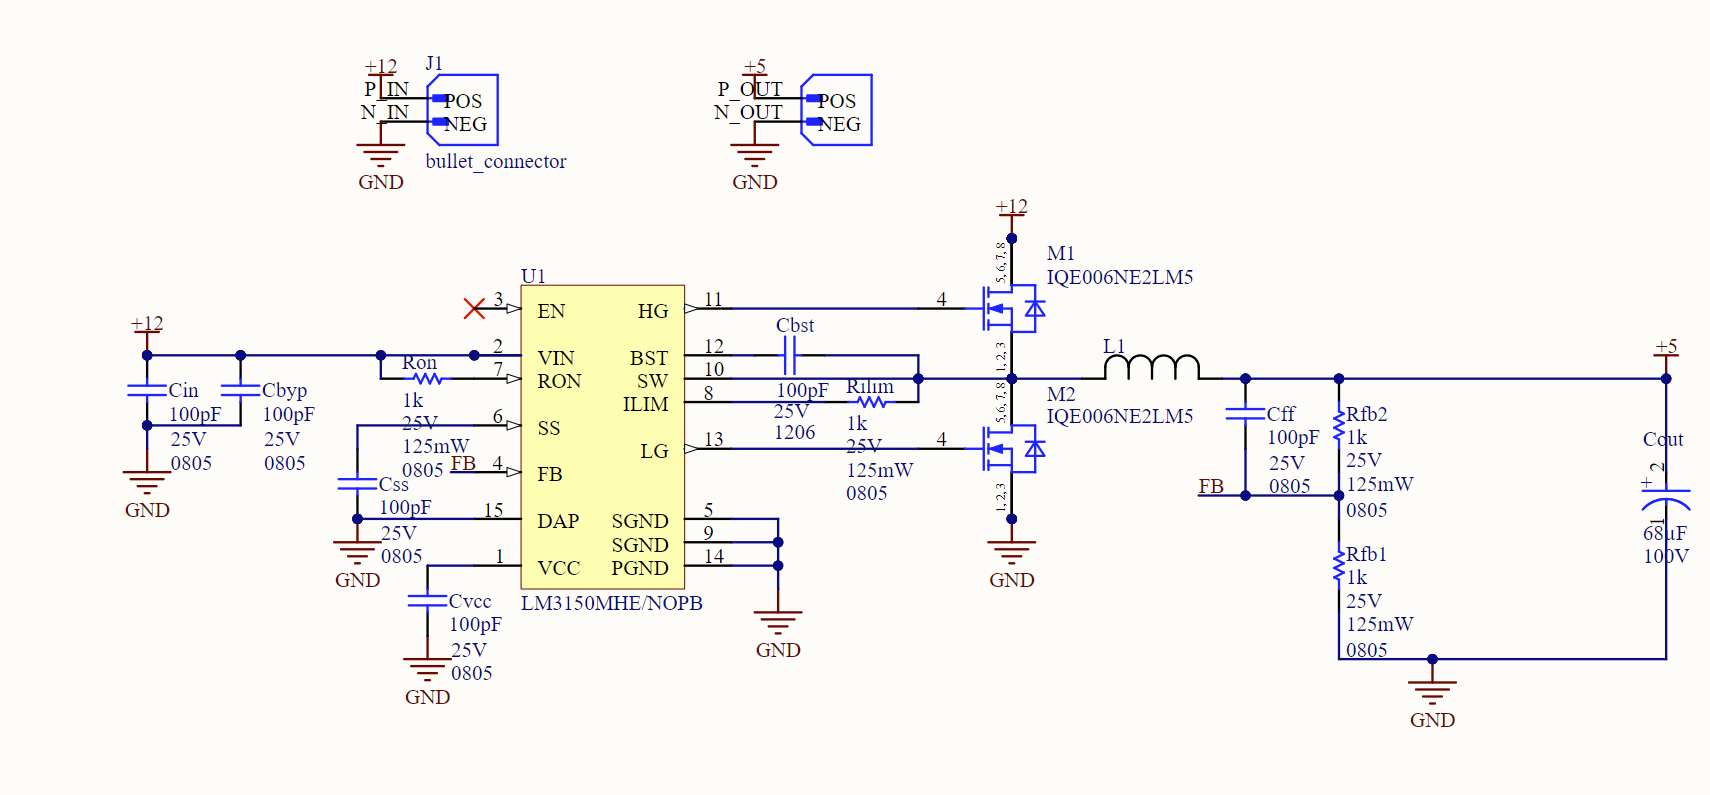 +12
J1
P_IN
POS
N_IN
NEG
GND
bullet_connector
+5
P_OUT
POS
N_OUT
NEG
GND
+12
Cin
100pF
25V
0805
Cbyp
100pF
25V
0805
GND
Ron
1k
25V
125mW
0805
FB
Css
100pF
25V
0805
GND
Cvcc
100pF
25V
0805
GND
U1
3 EN
2 VIN
7 RON
6 SS
4 FB
15 DAP
1 VCC
HG 11
BST 12
SW 10
ILIM 8
LG 13
SGND 5
SGND 9
PGND 14
LM3150MHE/NOPB
GND
Cbst
100pF
25V
1206
Rilim
1k
25V
125mW
0805
+12
5, 6, 7, 8
M1
IQE006NE2LM5
4
1, 2, 3
5, 6, 7, 8
M2
IQE006NE2LM5
4
1, 2, 3
GND
L1
Cff
100pF
25V
0805
FB
Rfb2
1k
25V
125mW
0805
Rfb1
1k
25V
125mW
0805
GND
+5
Cout
2
+
1
68uF
100V